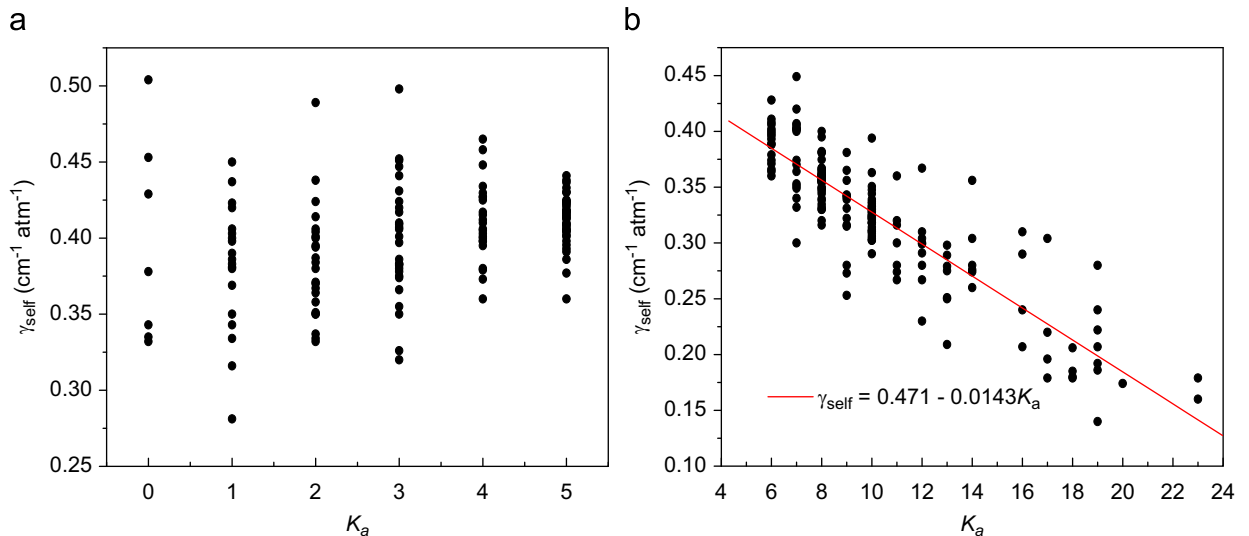 a
0.50
0.45
0.40
0.35
0.30
0.25
γself (cm-1 atm-1)
0 1 2 3 4 5
Ka
b
0.45
0.40
0.35
0.30
0.25
0.20
0.15
0.10
γself (cm-1 atm-1)
γself = 0.471 - 0.0143Ka
4 6 8 10 12 14 16 18 20 22 24
Ka